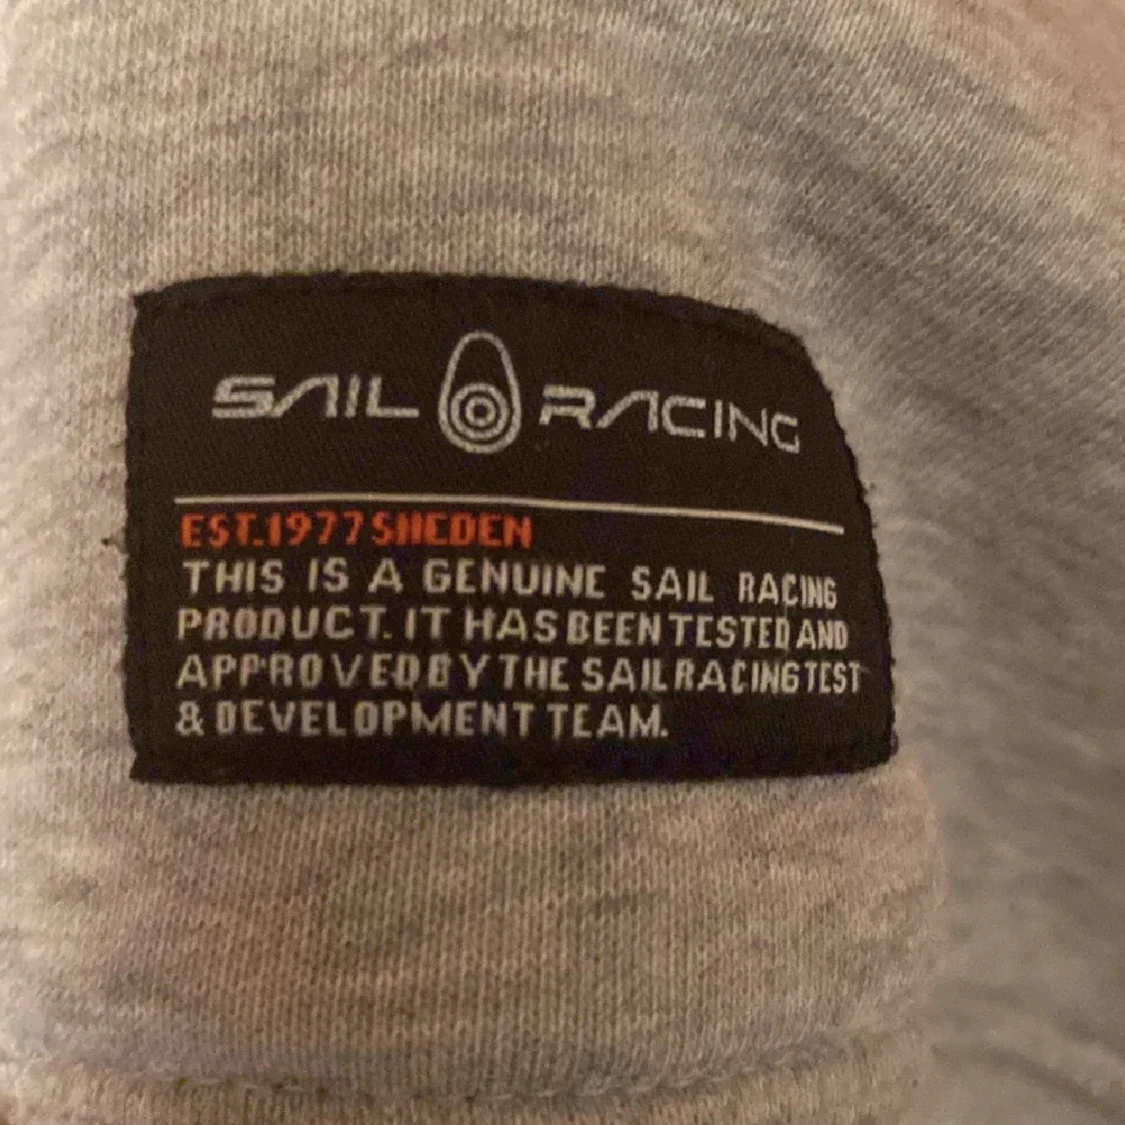 SAIL RACING
EST.1977 SWEDEN
THIS IS A GENUINE SAIL RACING
PRODUCT. IT HAS BEEN TESTED AND
APPROVED BY THE SAIL RACING TEST
& DEVELOPMENT TEAM.